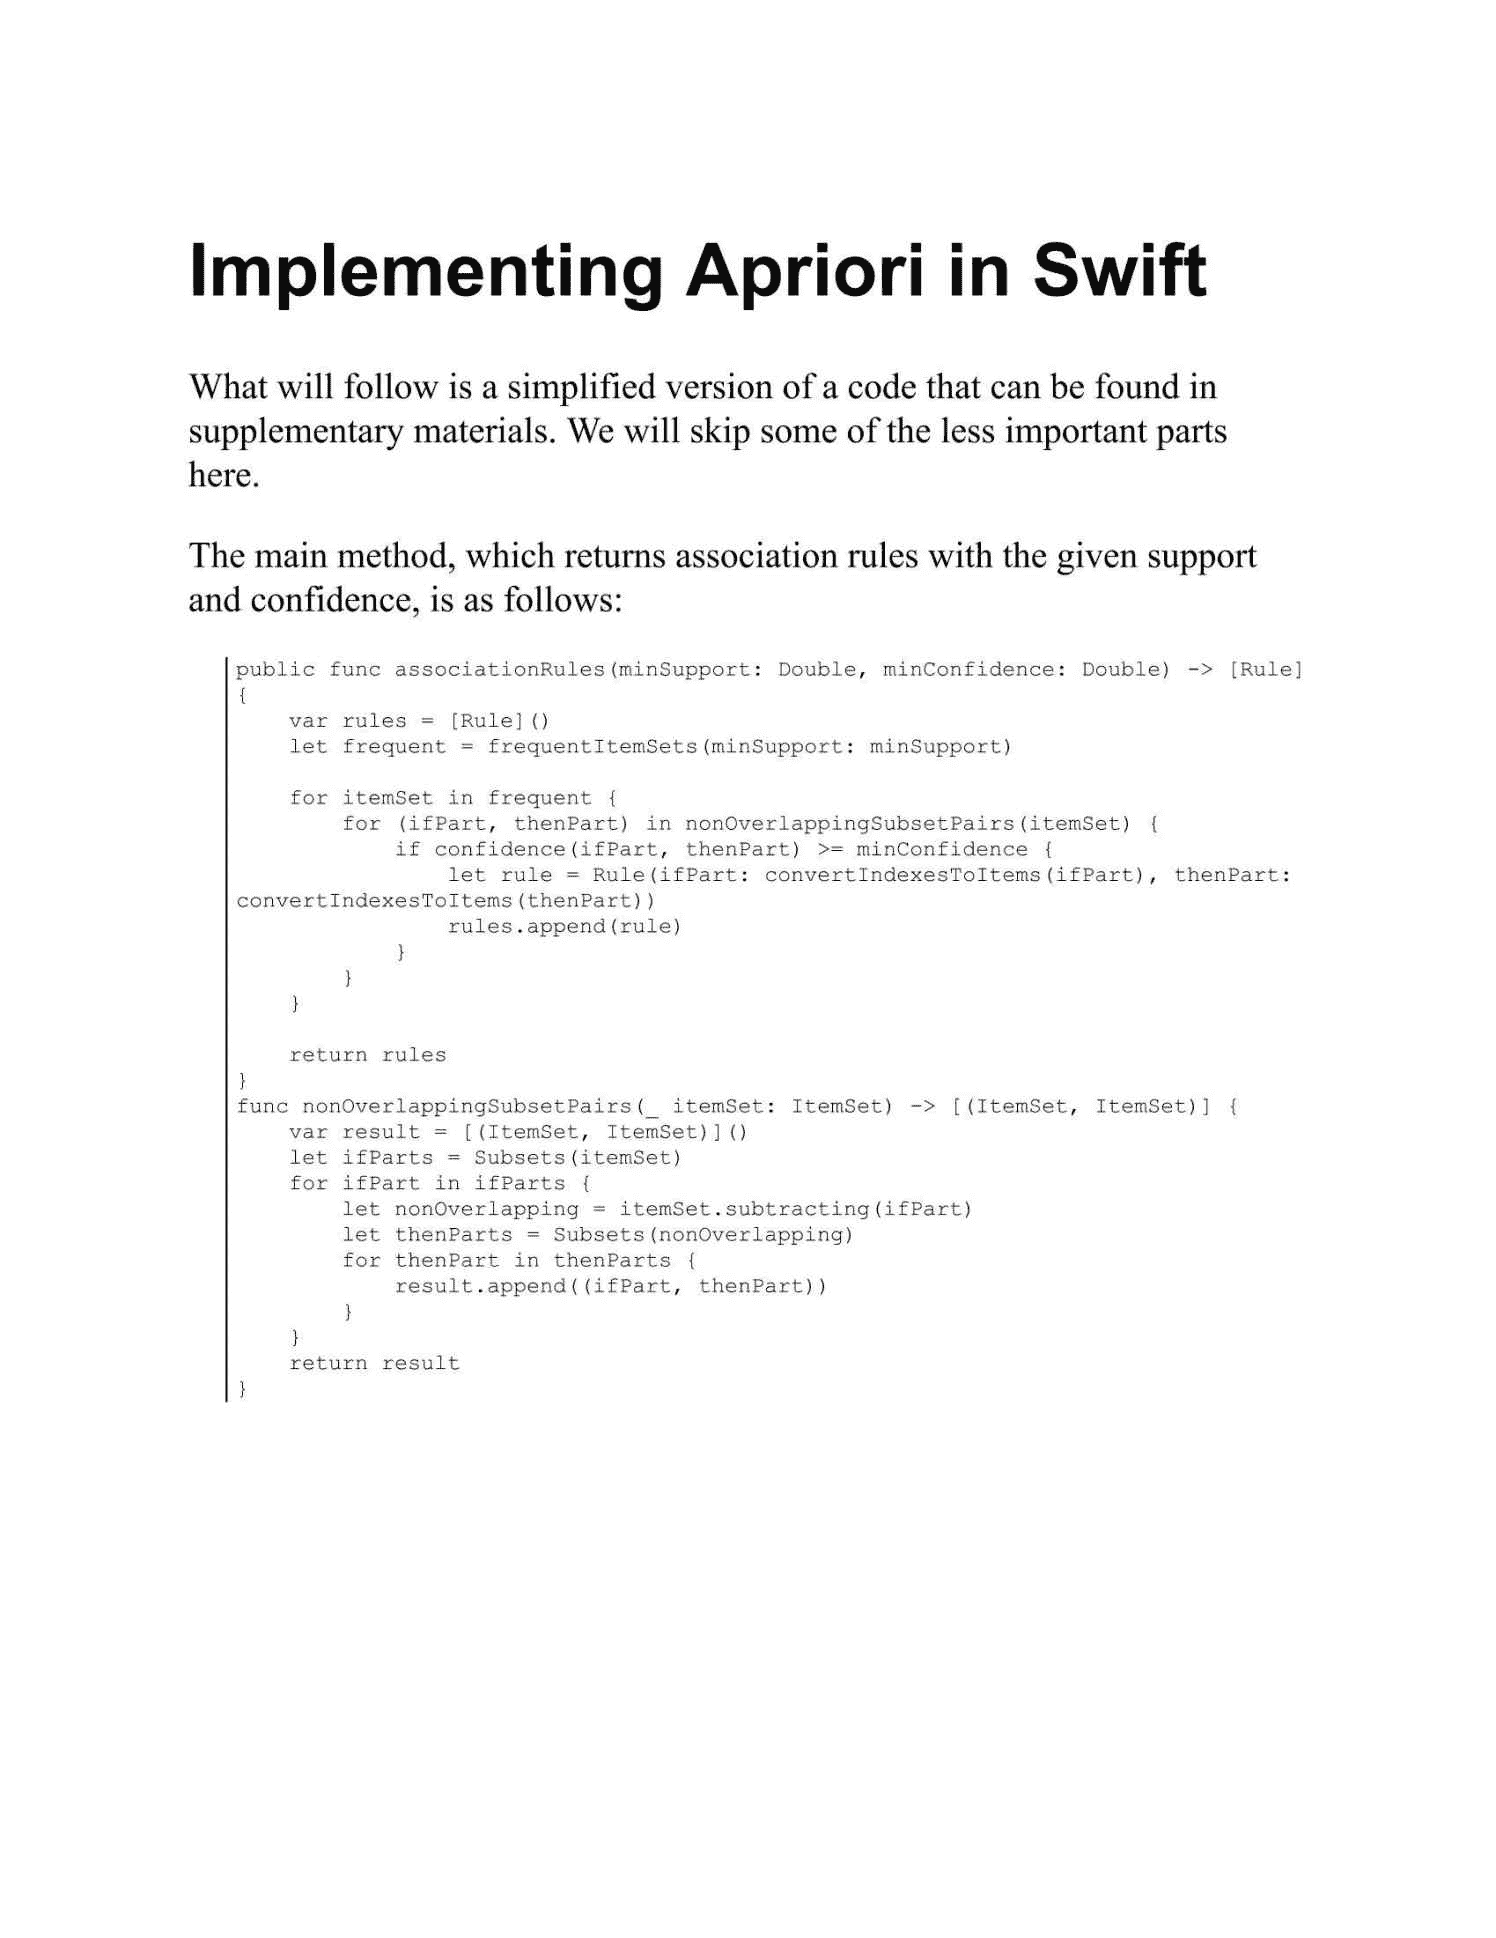 Implementing Apriori in Swift
What will follow is a simplified version of a code that can be found in
supplementary materials. We will skip some of the less important parts
here.
The main method, which returns association rules with the given support
and confidence, is as follows:
public func associationRules(minSupport: Double, minConfidence: Double) -> [Rule]
{
    var rules = [Rule]()
    let frequent = frequentItemSets(minSupport: minSupport)
    for itemSet in frequent {
        for (ifPart, thenPart) in nonOverlappingSubsetPairs(itemSet) {
            if confidence(ifPart, thenPart) >= minConfidence {
                let rule = Rule(ifPart: convertIndexesToItems(ifPart), thenPart:
convertIndexesToItems(thenPart))
                rules.append(rule)
            }
        }
    }
    return rules
}
func nonOverlappingSubsetPairs(_ itemSet: ItemSet) -> [(ItemSet, ItemSet)] {
    var result = [(ItemSet, ItemSet)]()
    let ifParts = Subsets(itemSet)
    for ifPart in ifParts {
        let nonOverlapping = itemSet.subtracting(ifPart)
        let thenParts = Subsets(nonOverlapping)
        for thenPart in thenParts {
            result.append((ifPart, thenPart))
        }
    }
    return result
}